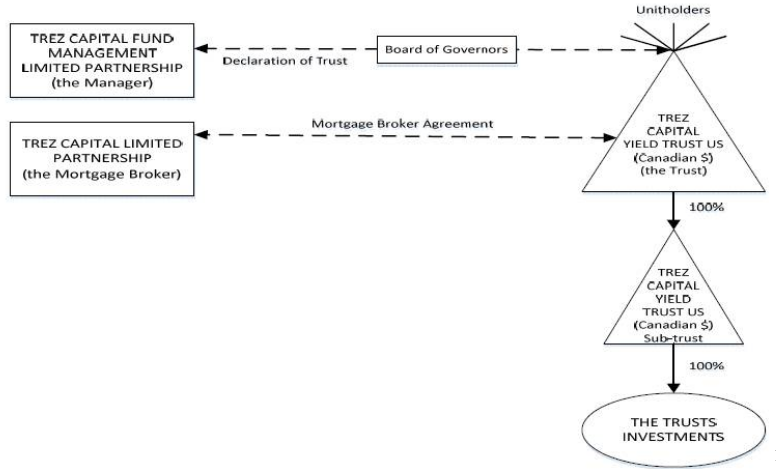 Unitholders
TREZ CAPITAL FUND
MANAGEMENT
LIMITED PARTNERSHIP
(the Manager)
Board of Governors
Declaration of Trust
TREZ CAPITAL LIMITED
PARTNERSHIP
(the Mortgage Broker)
Mortgage Broker Agreement
TREZ
CAPITAL
YIELD TRUST US
(Canadian $)
(the Trust)
100%
TREZ
CAPITAL
YIELD
TRUST US
(Canadian $)
Sub-trust
100%
THE TRUSTS
INVESTMENTS